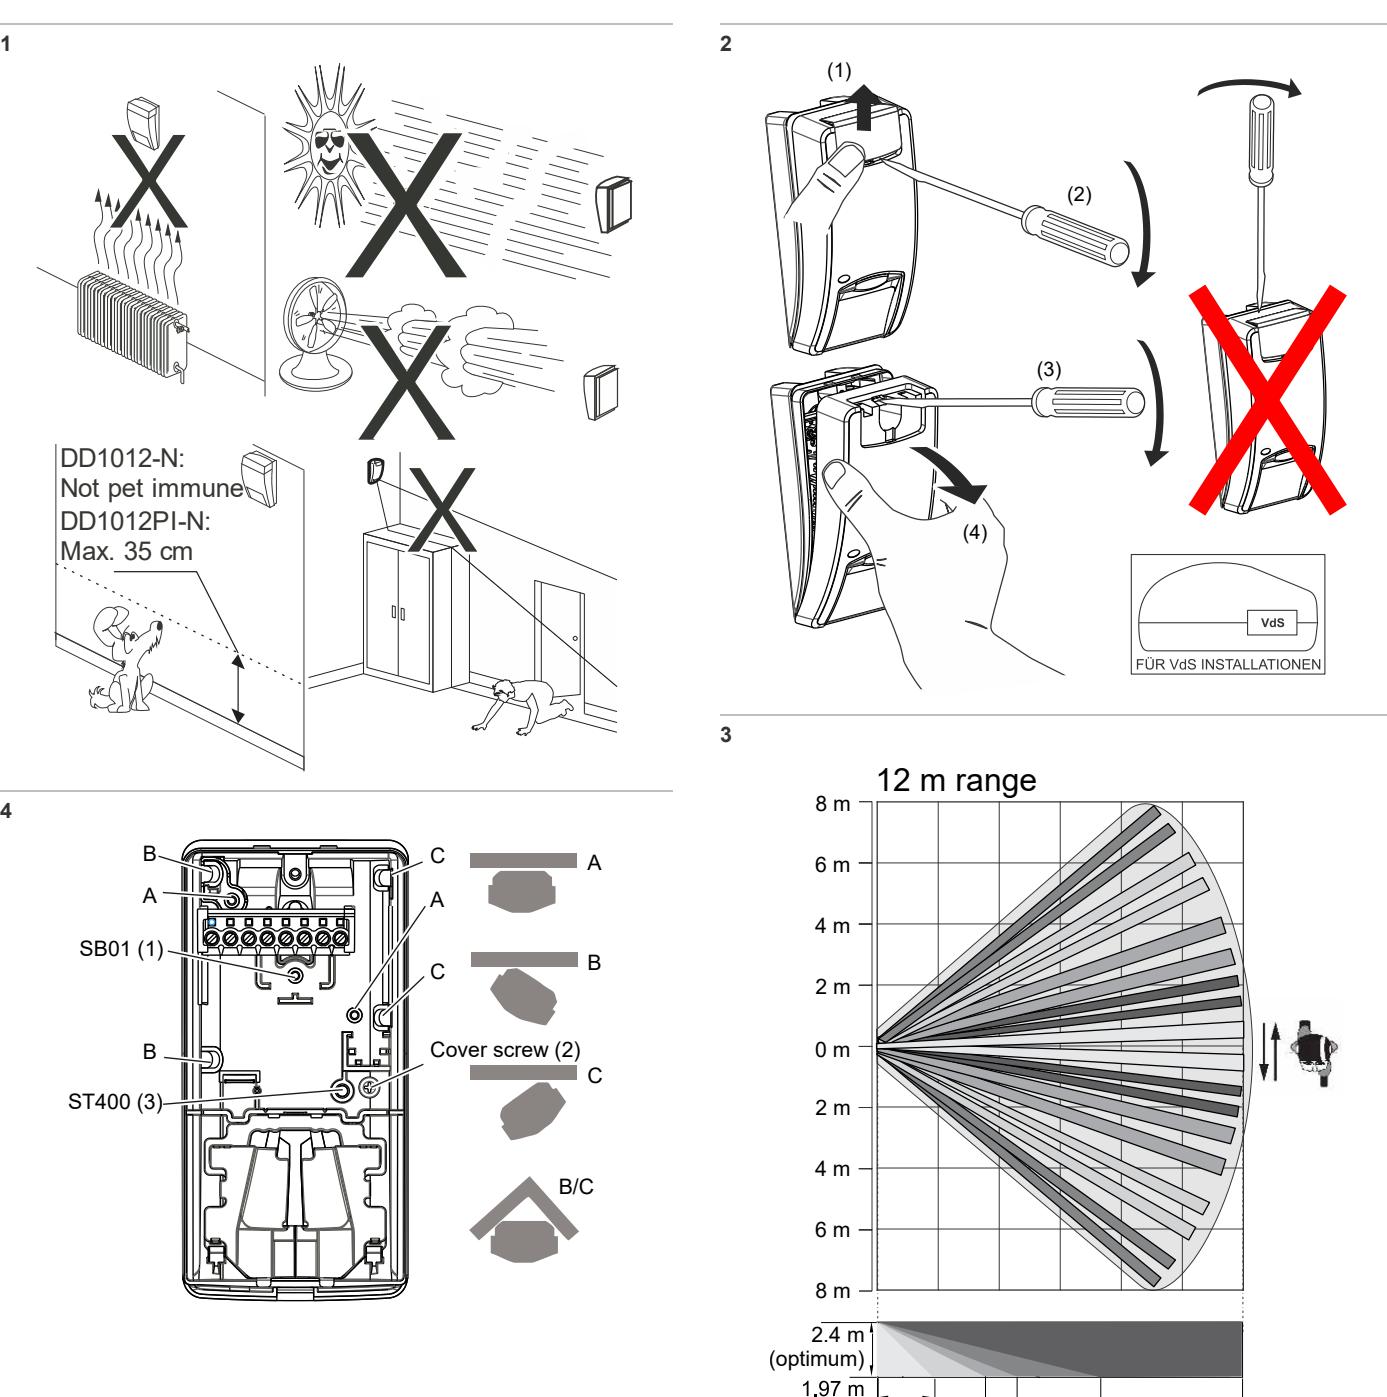 1
DD1012-N:
Not pet immune
DD1012PI-N:
Max. 35 cm
2
(1)
(2)
(3)
(4)
VdS
FÜR VdS INSTALLATIONEN
3
12 m range
8 m
6 m
4 m
2 m
0 m
2 m
4 m
6 m
8 m
2.4 m
(optimum)
1.97 m
4
B
A
SB01 (1)
B
ST400 (3)
C
A
C
Cover screw (2)
A
B
C
B/C